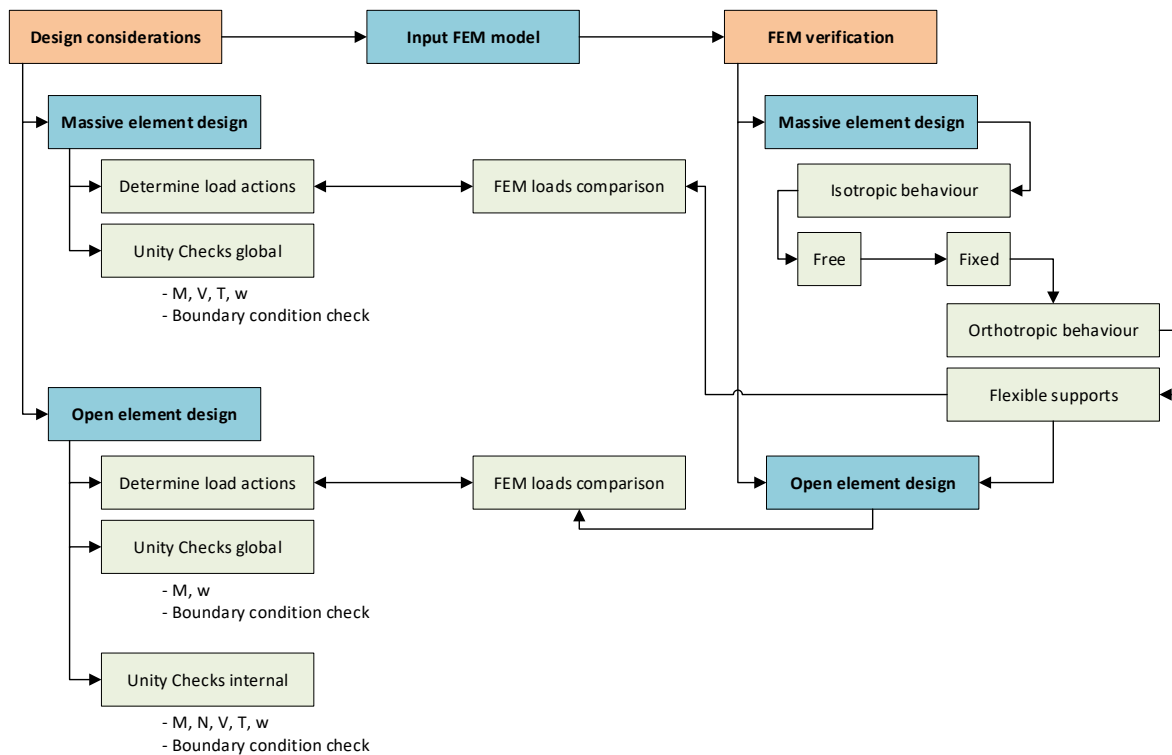 Design considerations
Input FEM model
FEM verification
Massive element design
Massive element design
Determine load actions
FEM loads comparison
Isotropic behaviour
Unity Checks global
Free
Fixed
- M, V, T, w
- Boundary condition check
Orthotropic behaviour
Flexible supports
Open element design
Determine load actions
FEM loads comparison
Open element design
Unity Checks global
- M, w
- Boundary condition check
Unity Checks internal
- M, N, V, T, w
- Boundary condition check